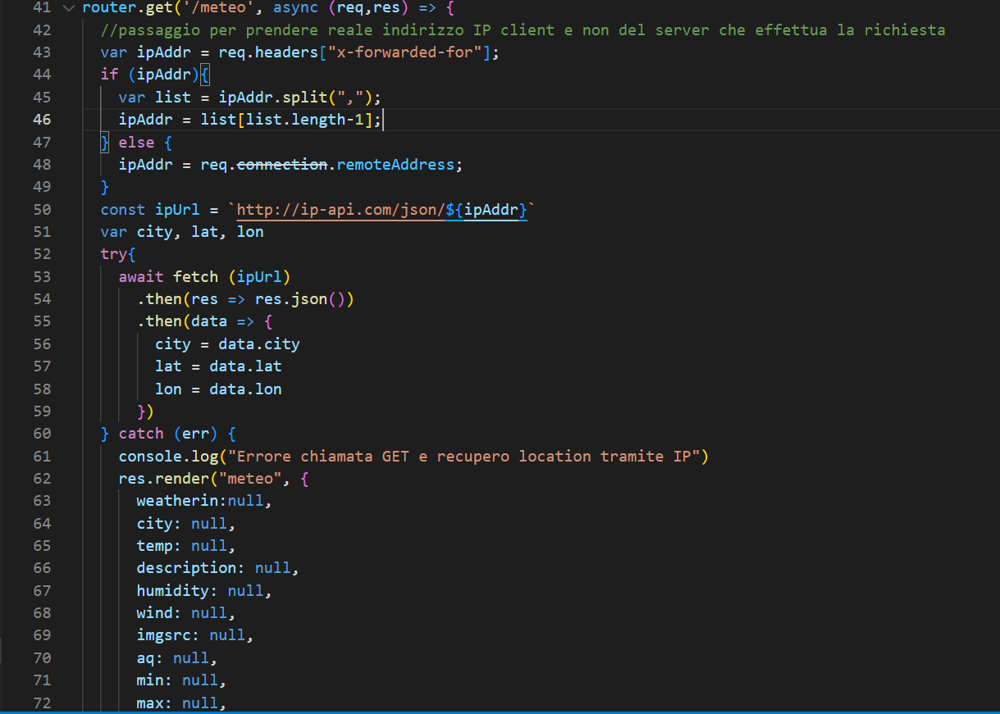 41 router.get('/meteo', async (req,res) => {
42 //passaggio per prendere reale indirizzo IP client e non del server che effettua la richiesta
43 var ipAddr = req.headers["x-forwarded-for"];
44 if (ipAddr){
45 var list = ipAddr.split(",");
46 ipAddr = list[list.length-1];
47 } else {
48 ipAddr = req.connection.remoteAddress;
49 }
50 const ipUrl = `http://ip-api.com/json/${ipAddr}`
51 var city, lat, lon
52 try{
53 await fetch (ipUrl)
54 .then(res => res.json())
55 .then(data => {
56 city = data.city
57 lat = data.lat
58 lon = data.lon
59 })
60 } catch (err) {
61 console.log("Errore chiamata GET e recupero location tramite IP")
62 res.render("meteo", {
63 weatherin:null,
64 city: null,
65 temp: null,
66 description: null,
67 humidity: null,
68 wind: null,
69 imgsrc: null,
70 aq: null,
71 min: null,
72 max: null,